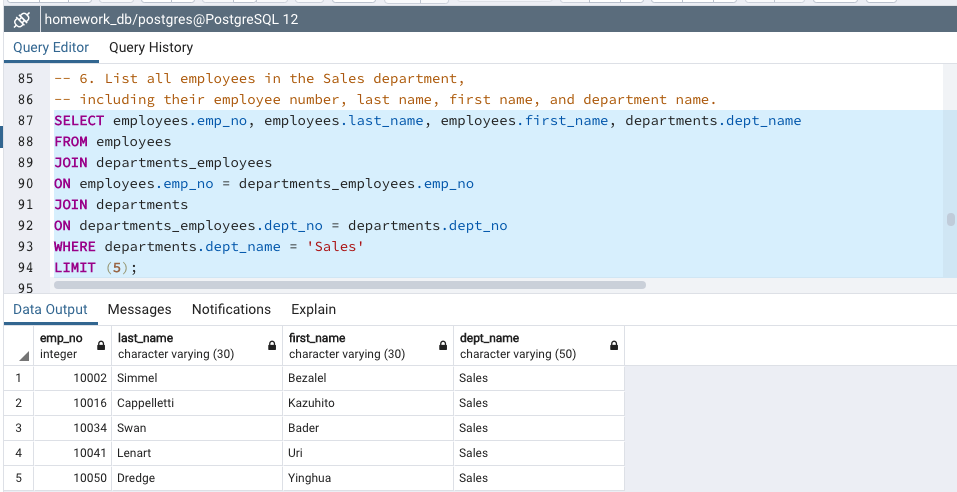 homework_db/postgres@PostgreSQL 12
Query Editor Query History
85 -- 6. List all employees in the Sales department,
86 -- including their employee number, last name, first name, and department name.
87 SELECT employees.emp_no, employees.last_name, employees.first_name, departments.dept_name
88 FROM employees
89 JOIN departments_employees
90 ON employees.emp_no = departments_employees.emp_no
91 JOIN departments
92 ON departments_employees.dept_no = departments.dept_no
93 WHERE departments.dept_name = 'Sales'
94 LIMIT (5);
95
Data Output Messages Notifications Explain
emp_no last_name first_name dept_name
integer character varying (30) character varying (30) character varying (50)
1 10002 Simmel Bezalel Sales
2 10016 Cappelletti Kazuhito Sales
3 10034 Swan Bader Sales
4 10041 Lenart Uri Sales
5 10050 Dredge Yinghua Sales